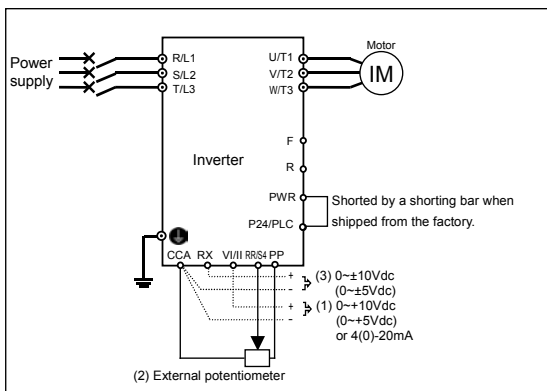 Motor
Power
supply
R/L1
S/L2
T/L3
U/T1
V/T2
W/T3
IM
F
R
Inverter
PWR
P24/PLC
Shorted by a shorting bar when
shipped from the factory.
CCA RX VI/II RR/S4 PP
+ (3) 0~±10Vdc
- (0~±5Vdc)
+ (1) 0~+10Vdc
- (0~+5Vdc)
or 4(0)-20mA
(2) External potentiometer